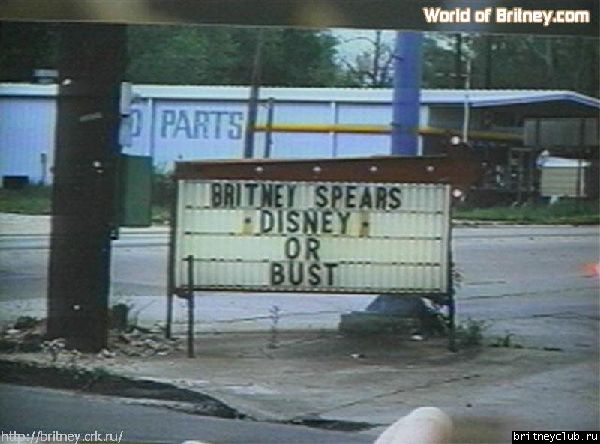 World of Britney.com
PARTS
BRITNEY SPEARS
DISNEY
OR
BUST
http://britney.crk.ru/
britneyclub.ru